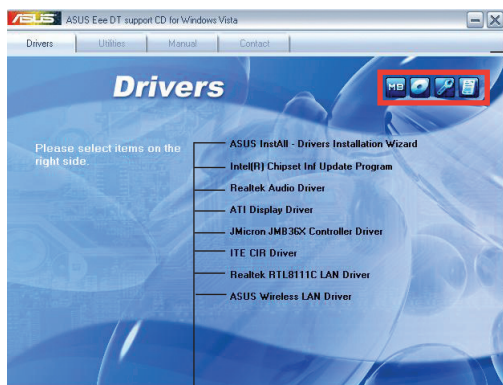 ASUS
ASUS Eee DT support CD for Windows Vista
Drivers
Utilities
Manual
Contact
Drivers
MB
Please select items on the
right side.
ASUS InstAll - Drivers Installation Wizard
Intel(R) Chipset Inf Update Program
Realtek Audio Driver
ATI Display Driver
JMicron JMB36X Controller Driver
ITE CIR Driver
Realtek RTL8111C LAN Driver
ASUS Wireless LAN Driver